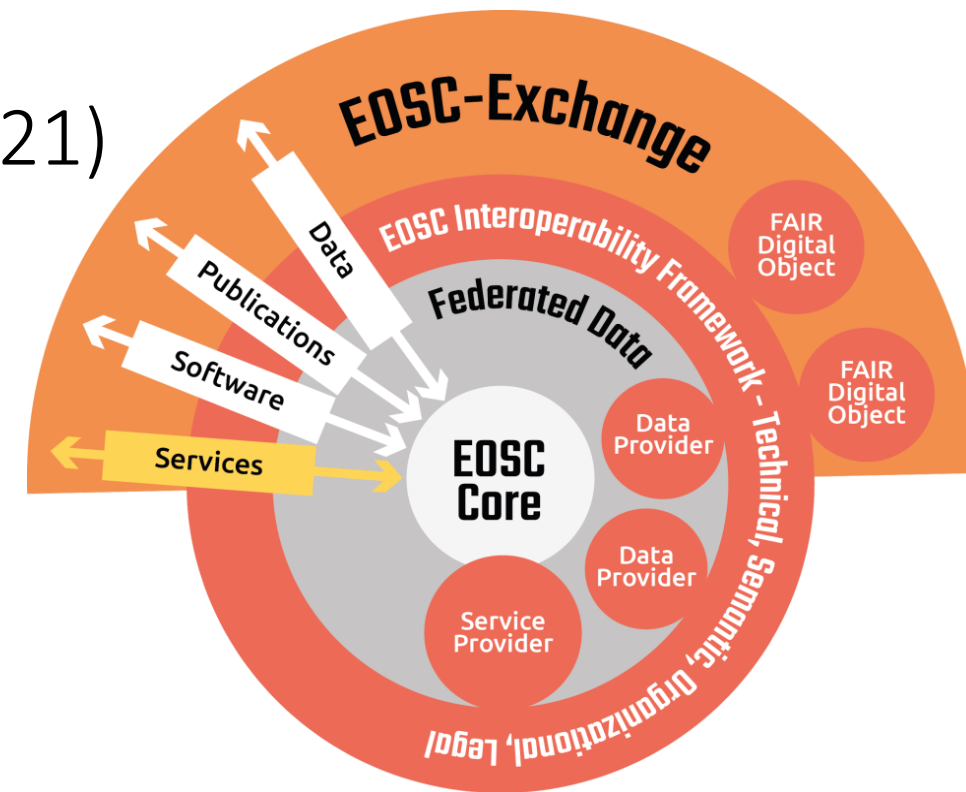 21)
EOSC-Exchange
EOSC Interoperability Framework - Technical, Semantic, Organizational, Legal
Federated Data
Data
Publications
Software
Services
EOSC
Core
FAIR
Digital
Object
FAIR
Digital
Object
Data
Provider
Data
Provider
Service
Provider